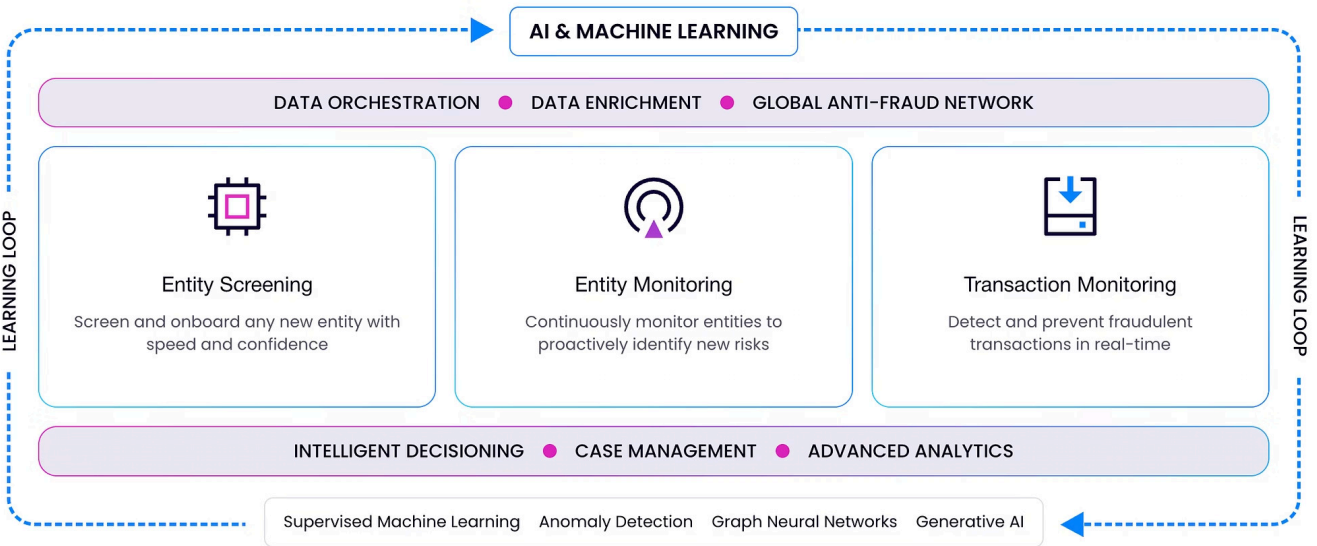 AI & MACHINE LEARNING
DATA ORCHESTRATION DATA ENRICHMENT GLOBAL ANTI-FRAUD NETWORK
LEARNING LOOP
Entity Screening
Screen and onboard any new entity with
speed and confidence
Entity Monitoring
Continuously monitor entities to
proactively identify new risks
Transaction Monitoring
Detect and prevent fraudulent
transactions in real-time
LEARNING LOOP
INTELLIGENT DECISIONING CASE MANAGEMENT ADVANCED ANALYTICS
Supervised Machine Learning Anomaly Detection Graph Neural Networks Generative AI